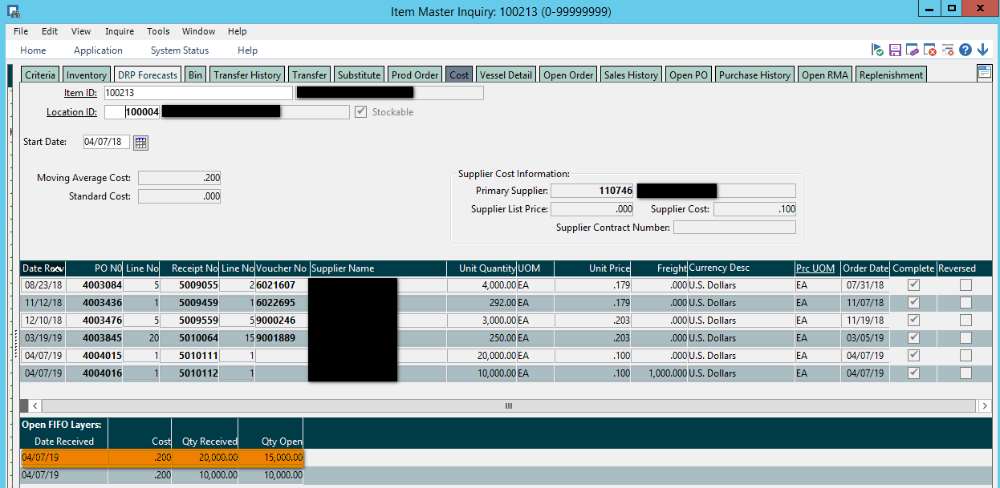 Item Master Inquiry: 100213 (0-99999999)
File Edit View Inquire Tools Window Help
Home Application System Status Help
Criteria Inventory DRP Forecasts Bin Transfer History Transfer Substitute Prod Order Cost Vessel Detail Open Order Sales History Open PO Purchase History Open RMA Replenishment
Item ID: 100213
Location ID: 100004 Stockable
Start Date: 04/07/18
Moving Average Cost: .200
Standard Cost: .000
Supplier Cost Information:
Primary Supplier: 110746
Supplier List Price: .000 Supplier Cost: .100
Supplier Contract Number:
Date Recv PO N0 Line No Receipt No Line No Voucher No Supplier Name Unit Quantity UOM Unit Price Freight Currency Desc Prc UOM Order Date Complete Reversed
08/23/18 4003084 5 5009055 2 6021607 4,000.00 EA .179 .000 U.S. Dollars EA 07/31/18
11/12/18 4003436 1 5009459 1 6022695 292.00 EA .179 .000 U.S. Dollars EA 11/07/18
12/10/18 4003476 5 5009559 5 9000246 3,000.00 EA .203 .000 U.S. Dollars EA 11/19/18
03/19/19 4003845 20 5010064 15 9001889 250.00 EA .203 .000 U.S. Dollars EA 03/05/19
04/07/19 4004015 1 5010111 1 20,000.00 EA .100 .000 U.S. Dollars EA 04/07/19
04/07/19 4004016 1 5010112 1 10,000.00 EA .100 1,000.000 U.S. Dollars EA 04/07/19
Open FIFO Layers:
Date Received Cost Qty Received Qty Open
04/07/19 .200 20,000.00 15,000.00
04/07/19 .200 10,000.00 10,000.00